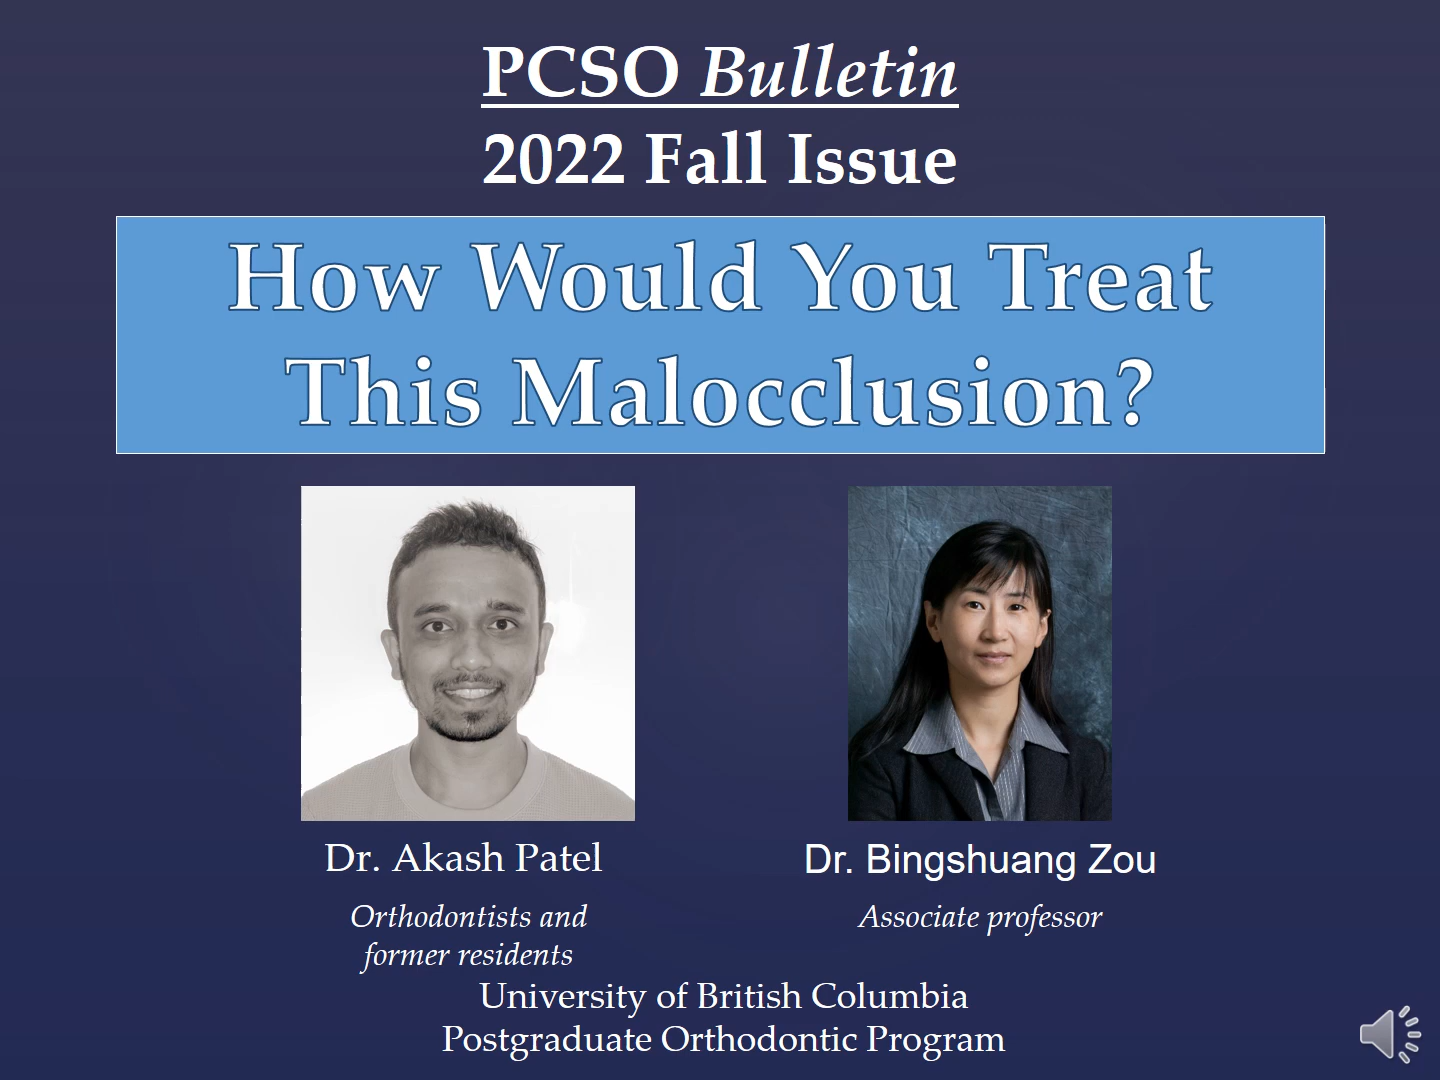 PCSO Bulletin
2022 Fall Issue
How Would You Treat
This Malocclusion?
Dr. Akash Patel
Orthodontists and
former residents
Dr. Bingshuang Zou
Associate professor
University of British Columbia
Postgraduate Orthodontic Program